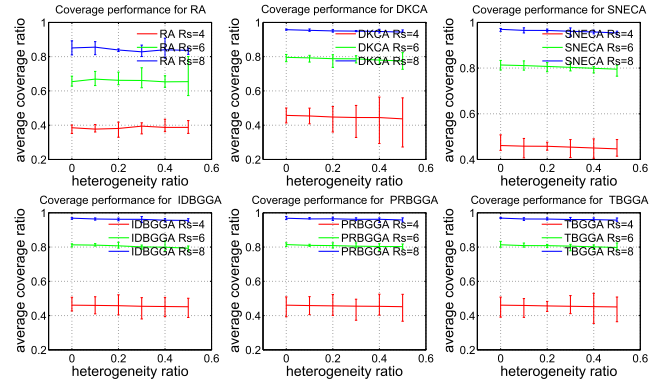 Coverage performance for RA
average coverage ratio
1
0.8
0.6
0.4
0.2
RA Rs=4
RA Rs=6
RA Rs=8
0 0.2 0.4 0.6
heterogeneity ratio
Coverage performance for DKCA
average coverage ratio
1
0.8
0.6
0.4
0.2
DKCA Rs=4
DKCA Rs=6
DKCA Rs=8
0 0.2 0.4 0.6
heterogeneity ratio
Coverage performance for SNECA
average coverage ratio
1
0.8
0.6
0.4
SNECA Rs=4
SNECA Rs=6
SNECA Rs=8
0 0.2 0.4 0.6
heterogeneity ratio
Coverage performance for IDBGGA
average coverage ratio
1
0.8
0.6
0.4
0.2
IDBGGA Rs=4
IDBGGA Rs=6
IDBGGA Rs=8
0 0.2 0.4 0.6
heterogeneity ratio
Coverage performance for PRBGGA
average coverage ratio
1
0.8
0.6
0.4
0.2
PRBGGA Rs=4
PRBGGA Rs=6
PRBGGA Rs=8
0 0.2 0.4 0.6
heterogeneity ratio
Coverage performance for TBGGA
average coverage ratio
1
0.8
0.6
0.4
0.2
TBGGA Rs=4
TBGGA Rs=6
TBGGA Rs=8
0 0.2 0.4 0.6
heterogeneity ratio